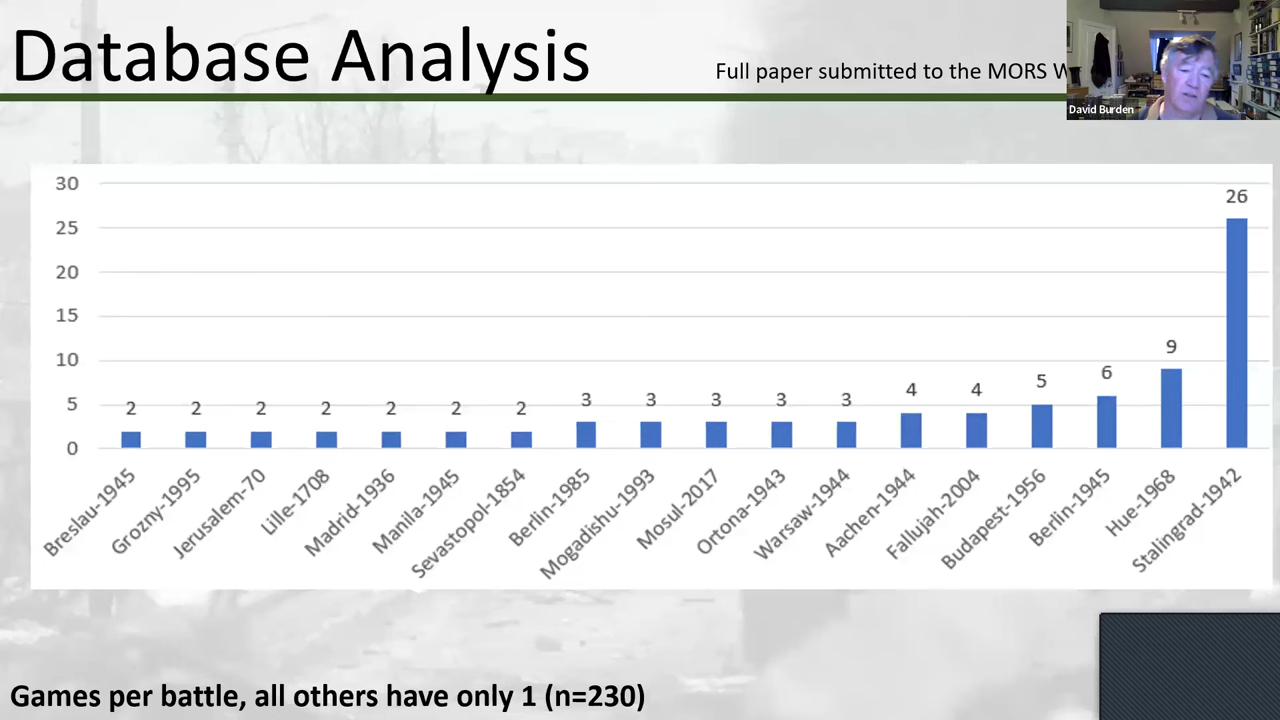 Database Analysis
Full paper submitted to the MORS W
David Burden
30
25
20
15
10
5
0
2 2 2 2 2 2 2 3 3 3 3 3 4 4 5 6 9 26
Breslau-1945
Grozny-1995
Jerusalem-70
Lille-1708
Madrid-1936
Manila-1945
Sevastopol-1854
Berlin-1985
Mogadishu-1993
Mosul-2017
Ortona-1943
Warsaw-1944
Aachen-1944
Fallujah-2004
Budapest-1956
Berlin-1945
Hue-1968
Stalingrad-1942
Games per battle, all others have only 1 (n=230)